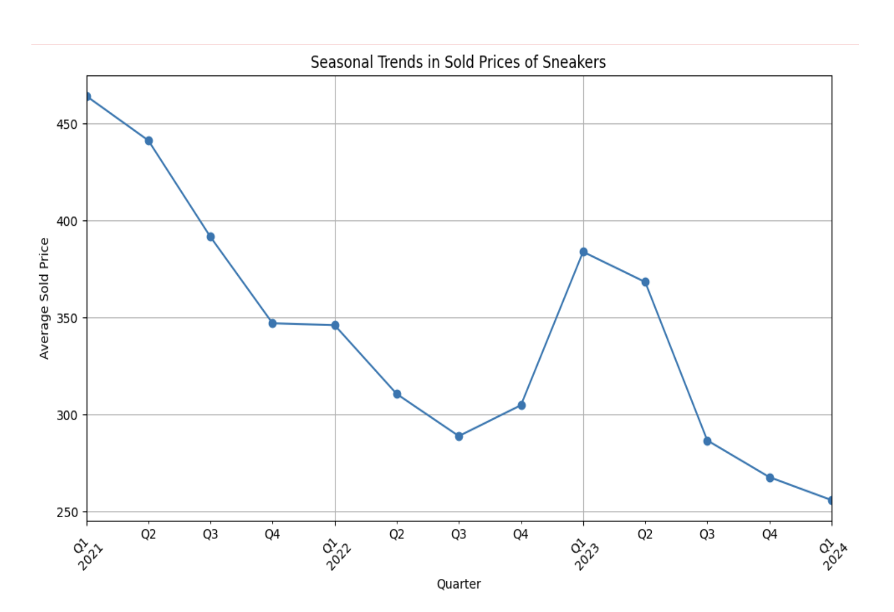 Seasonal Trends in Sold Prices of Sneakers
450
400
350
300
250
Average Sold Price
Q1
2021
Q2
Q3
Q4
Q1
2022
Q2
Q3
Q4
Q1
2023
Q2
Q3
Q4
Q1
2024
Quarter